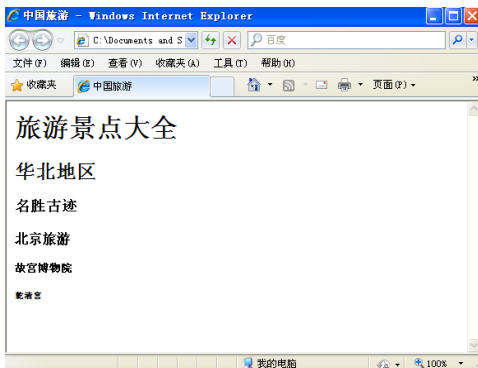 中国旅游 - Windows Internet Explorer
C:\Documents and S 百度
文件(F) 编辑(E) 查看(V) 收藏夹(A) 工具(T) 帮助(H)
收藏夹 中国旅游 页面(P) »
旅游景点大全
华北地区
名胜古迹
北京旅游
故宫博物院
乾清宫
我的电脑 100%